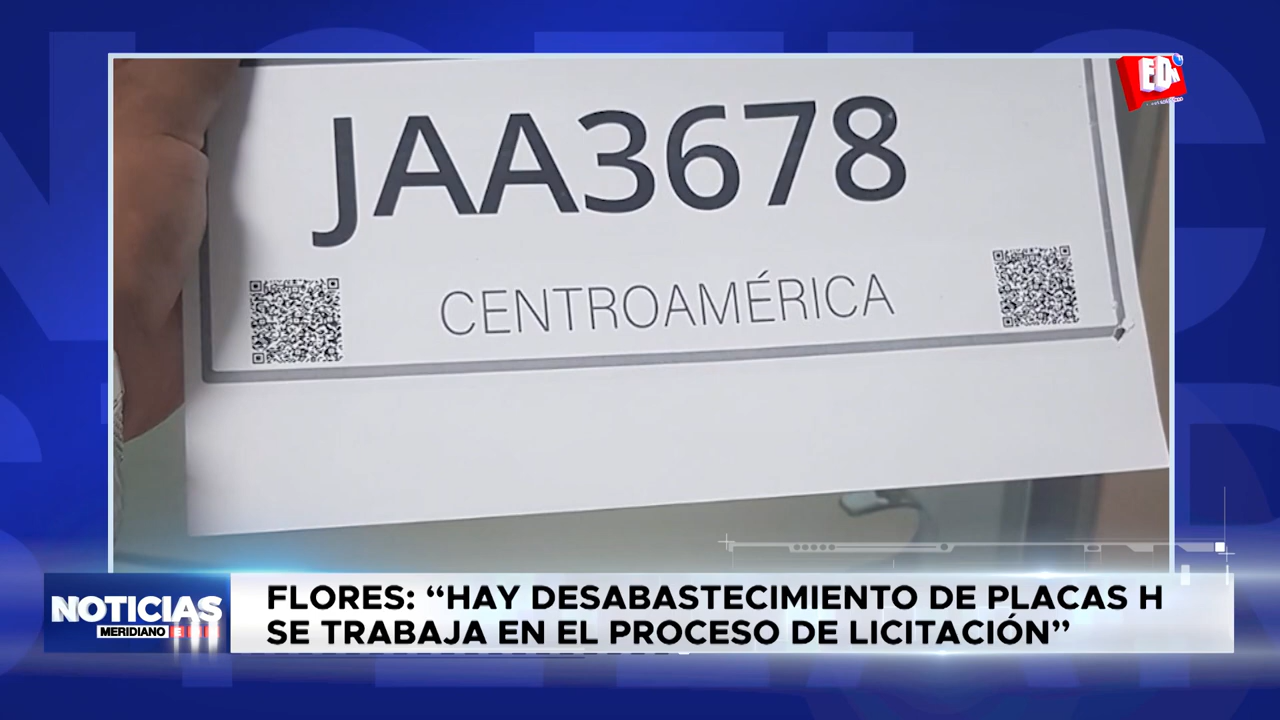 JAA3678
CENTROAMÉRICA
NOTICIAS
MERIDIANO
FLORES: “HAY DESABASTECIMIENTO DE PLACAS H
SE TRABAJA EN EL PROCESO DE LICITACIÓN”